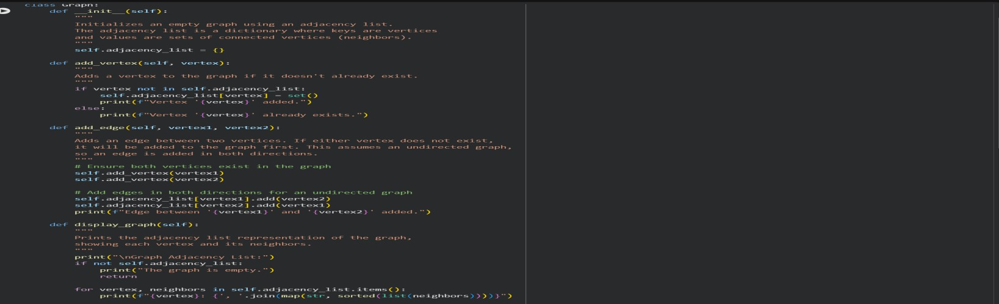 class Graph:
    def __init__(self):
        """
        Initializes an empty graph using an adjacency list.
        The adjacency list is a dictionary where keys are vertices
        and values are sets of connected vertices (neighbors).
        """
        self.adjacency_list = {}
    def add_vertex(self, vertex):
        """
        Adds a vertex to the graph if it doesn't already exist.
        """
        if vertex not in self.adjacency_list:
            self.adjacency_list[vertex] = set()
            print(f"Vertex '{vertex}' added.")
        else:
            print(f"Vertex '{vertex}' already exists.")
    def add_edge(self, vertex1, vertex2):
        """
        Adds an edge between two vertices. If either vertex does not exist,
        it will be added to the graph first. This assumes an undirected graph,
        so an edge is added in both directions.
        """
        # Ensure both vertices exist in the graph
        self.add_vertex(vertex1)
        self.add_vertex(vertex2)
        # Add edges in both directions for an undirected graph
        self.adjacency_list[vertex1].add(vertex2)
        self.adjacency_list[vertex2].add(vertex1)
        print(f"Edge between '{vertex1}' and '{vertex2}' added.")
    def display_graph(self):
        """
        Prints the adjacency list representation of the graph,
        showing each vertex and its neighbors.
        """
        print("\nGraph Adjacency List:")
        if not self.adjacency_list:
            print("The graph is empty.")
            return
        for vertex, neighbors in self.adjacency_list.items():
            print(f"{vertex}: {', '.join(map(str, sorted(list(neighbors))))}")